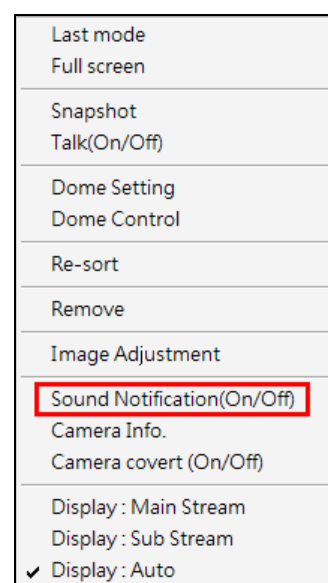 Last mode
Full screen
Snapshot
Talk(On/Off)
Dome Setting
Dome Control
Re-sort
Remove
Image Adjustment
Sound Notification(On/Off)
Camera Info.
Camera covert (On/Off)
Display : Main Stream
Display : Sub Stream
✓ Display : Auto